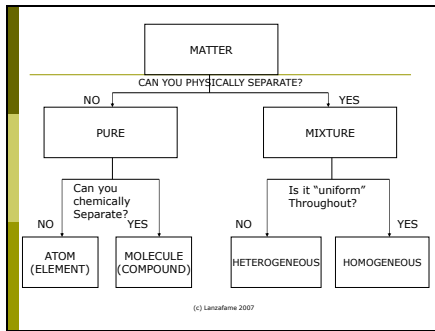 MATTER
CAN YOU PHYSICALLY SEPARATE?
NO
YES
PURE
MIXTURE
Can you
chemically
Separate?
NO
YES
Is it “uniform”
Throughout?
NO
YES
ATOM
(ELEMENT)
MOLECULE
(COMPOUND)
HETEROGENEOUS
HOMOGENEOUS
(c) Lanzafame 2007